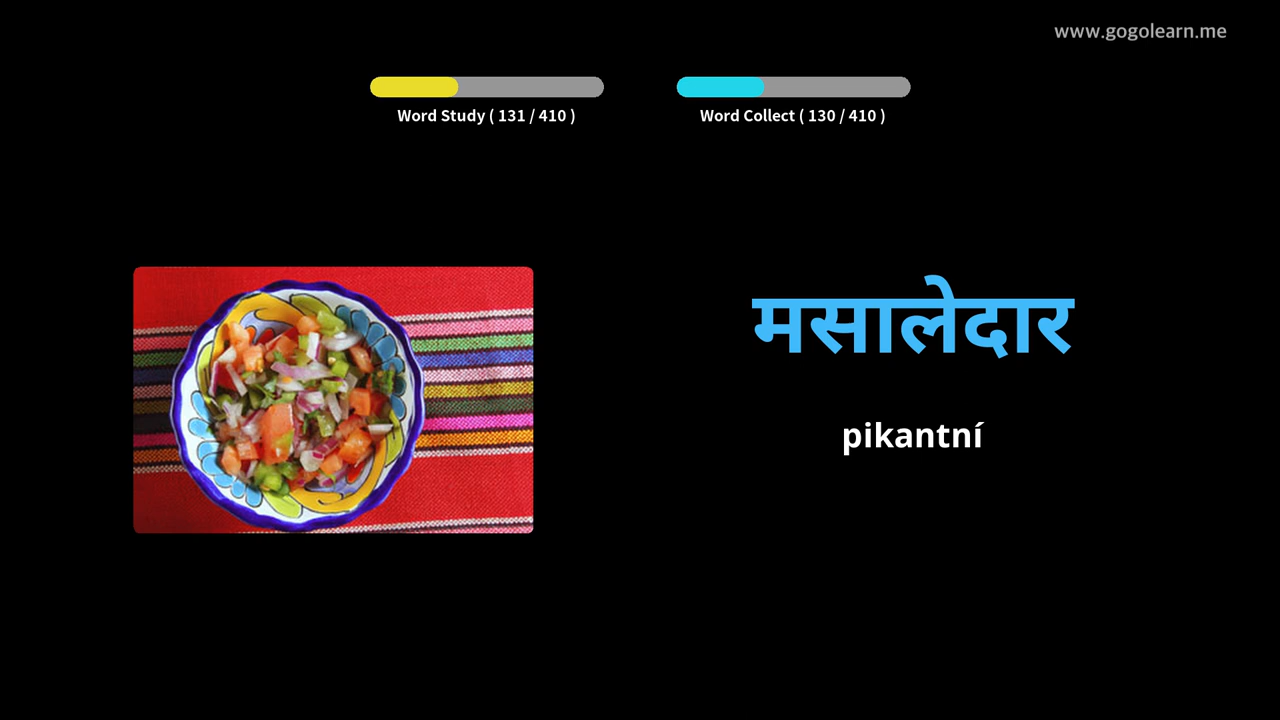 www.gogolearn.me
Word Study ( 131 / 410 )
Word Collect ( 130 / 410 )
मसालेदार
pikantní